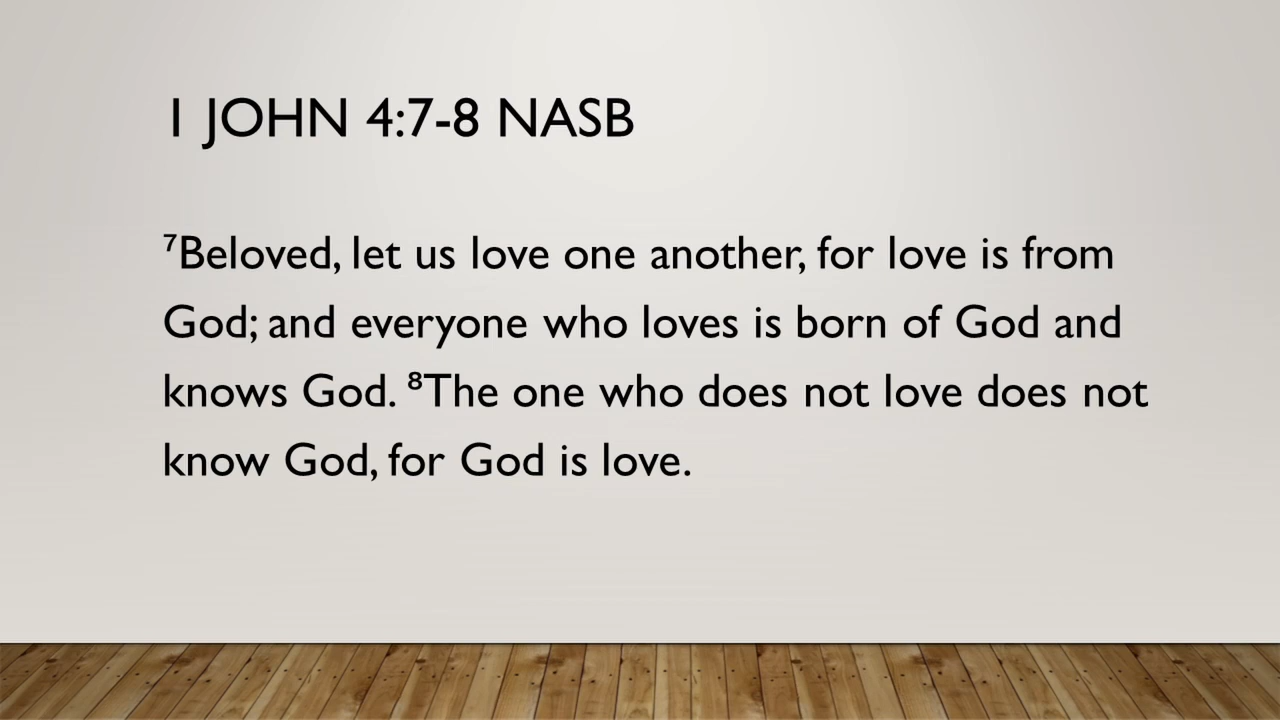 1 JOHN 4:7-8 NASB
⁷Beloved, let us love one another, for love is from
God; and everyone who loves is born of God and
knows God. ⁸The one who does not love does not
know God, for God is love.